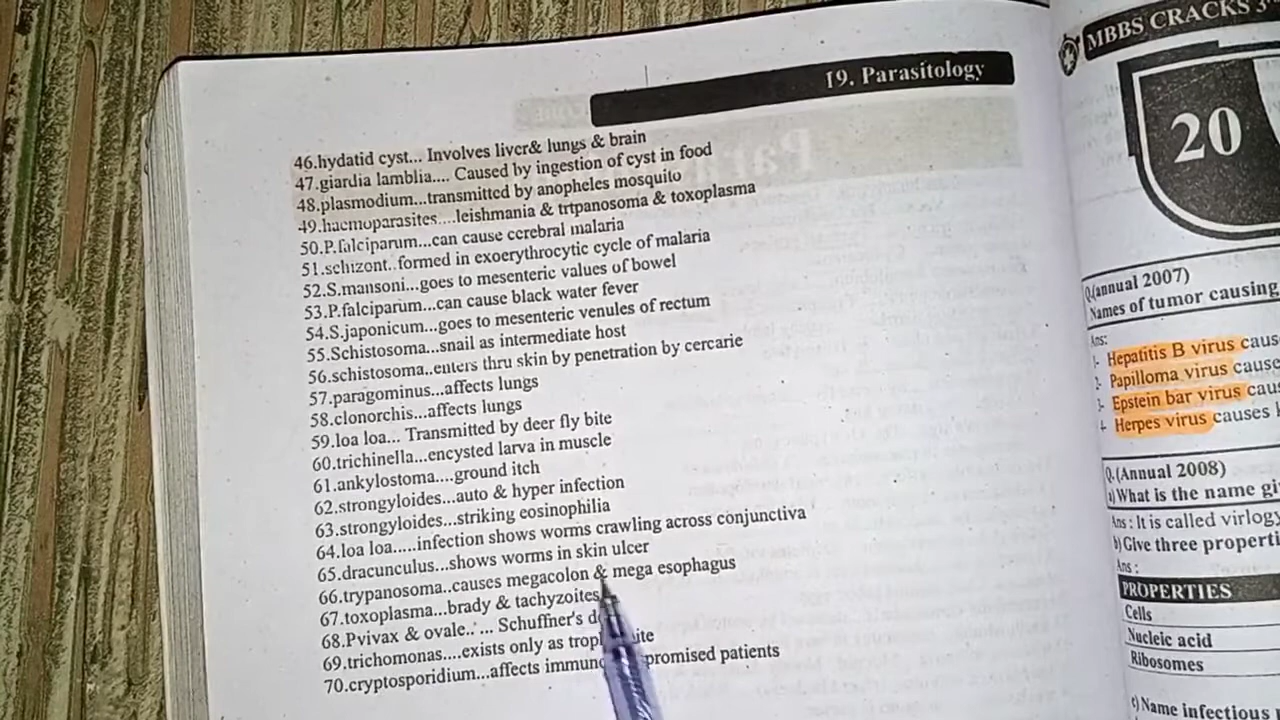 19. Parasitology
46.hydatid cyst... Involves liver& lungs & brain
47.giardia lamblia.... Caused by ingestion of cyst in food
48.plasmodium...transmitted by anopheles mosquito
49.haemoparasites....leishmania & trtpanosoma & toxoplasma
50.P.falciparum...can cause cerebral malaria
51.schizont..formed in exoerythrocytic cycle of malaria
52.S.mansoni...goes to mesenteric values of bowel
53.P.falciparum...can cause black water fever
54.S.japonicum...goes to mesenteric venules of rectum
55.Schistosoma...snail as intermediate host
56.schistosoma..enters thru skin by penetration by cercarie
57.paragominus...affects lungs
58.clonorchis...affects lungs
59.loa loa... Transmitted by deer fly bite
60.trichinella...encysted larva in muscle
61.ankylostoma....ground itch
62.strongyloides...auto & hyper infection
63.strongyloides...striking eosinophilia
64.loa loa.....infection shows worms crawling across conjunctiva
65.dracunculus...shows worms in skin ulcer
66.trypanosoma..causes megacolon & mega esophagus
67.toxoplasma...brady & tachyzoites
68.Pvivax & ovale..... Schuffner's
69.trichomonas....exists only as
70.cryptosporidium...affects patients
MBBS CRACKS
20
Q.(annual 2007)
Names of tumor causing
Ans:
1- Hepatitis B virus
2- Papilloma virus cause
3- Epstein bar virus
4- Herpes virus causes
Q.(Annual 2008)
a)What is the name
Ans : It is called virlogy
b)Give three
Ans :
PROPERTIES
Cells
Nucleic acid
Ribosomes
c)Name infectious